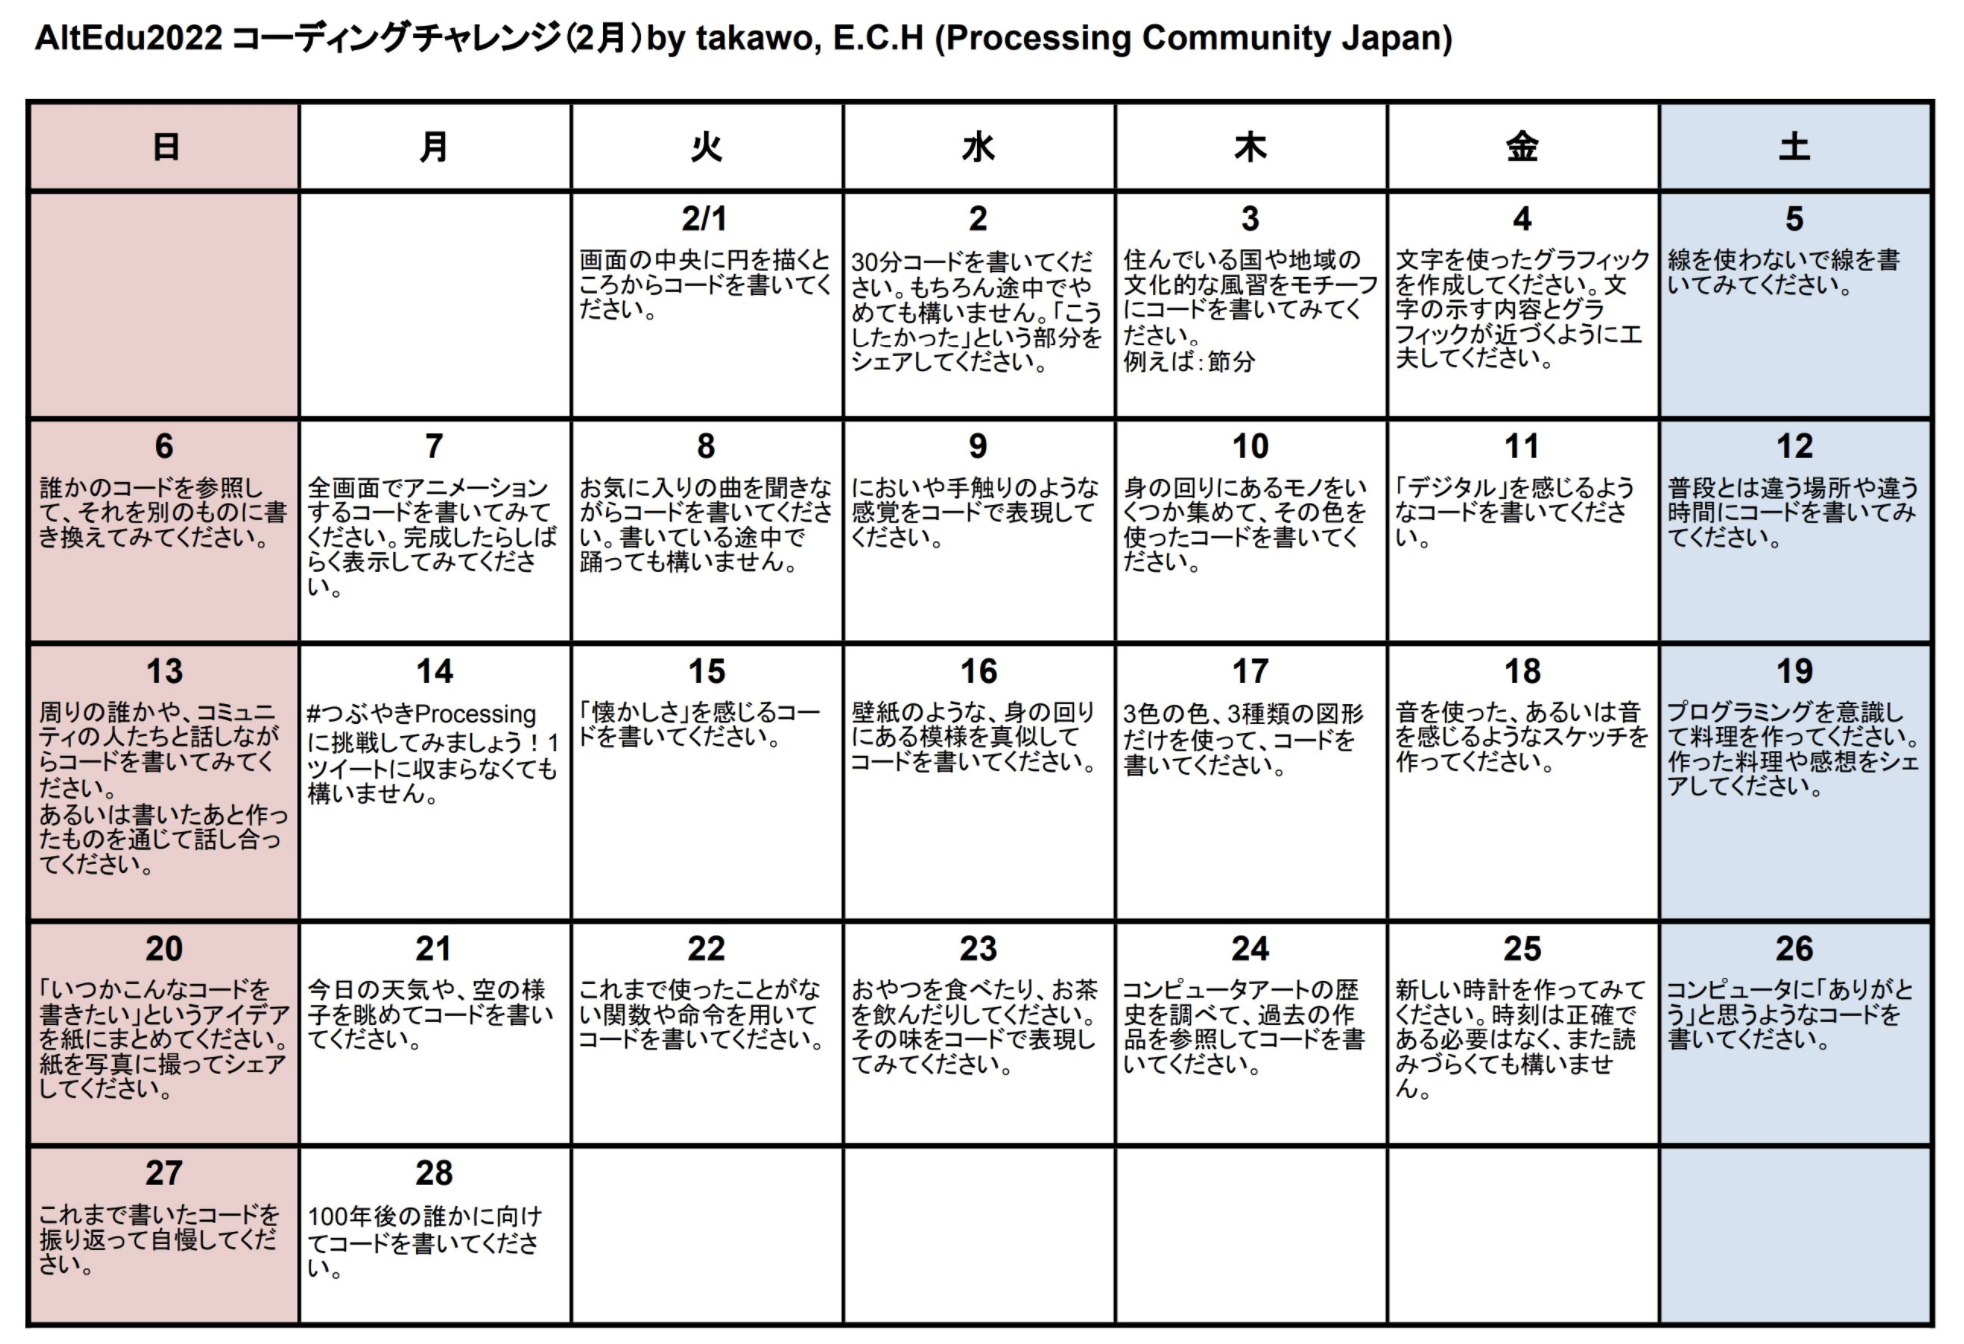 AltEdu2022 コーディングチャレンジ（2月）by takawo, E.C.H (Processing Community Japan)
日
月
火
水
木
金
土
2/1
画面の中央に円を描くと
ころからコードを書いてく
ださい。
2
30分コードを書いてくだ
さい。もちろん途中でや
めても構いません。「こう
したかった」という部分を
シェアしてください。
3
住んでいる国や地域の
文化的な風習をモチーフ
にコードを書いてみてく
ださい。
例えば：節分
4
文字を使ったグラフィック
を作成してください。文
字の示す内容とグラ
フィックが近づくように工
夫してください。
5
線を使わないで線を書
いてみてください。
6
誰かのコードを参照し
て、それを別のものに書
き換えてみてください。
7
全画面でアニメーション
するコードを書いてみて
ください。完成したらしば
らく表示してみてくださ
い。
8
お気に入りの曲を聞きな
がらコードを書いてくださ
い。書いている途中で
踊っても構いません。
9
においや手触りのような
感覚をコードで表現して
ください。
10
身の回りにあるモノをい
くつか集めて、その色を
使ったコードを書いてく
ださい。
11
「デジタル」を感じるよう
なコードを書いてくださ
い。
12
普段とは違う場所や違う
時間にコードを書いてみ
てください。
13
周りの誰かや、コミュニ
ティの人たちと話しなが
らコードを書いてみてく
ださい。
あるいは書いたあと作っ
たものを通じて話し合っ
てください。
14
#つぶやきProcessing
に挑戦してみましょう！1
ツイートに収まらなくても
構いません。
15
「懐かしさ」を感じるコー
ドを書いてください。
16
壁紙のような、身の回り
にある模様を真似して
コードを書いてください。
17
3色の色、3種類の図形
だけを使って、コードを
書いてください。
18
音を使った、あるいは音
を感じるようなスケッチを
作ってください。
19
プログラミングを意識し
て料理を作ってください。
作った料理や感想をシェ
アしてください。
20
「いつかこんなコードを
書きたい」というアイデア
を紙にまとめてください。
紙を写真に撮ってシェア
してください。
21
今日の天気や、空の様
子を眺めてコードを書い
てください。
22
これまで使ったことがな
い関数や命令を用いて
コードを書いてください。
23
おやつを食べたり、お茶
を飲んだりしてください。
その味をコードで表現し
てみてください。
24
コンピュータアートの歴
史を調べて、過去の作
品を参照してコードを書
いてください。
25
新しい時計を作ってみて
ください。時刻は正確で
ある必要はなく、また読
みづらくても構いませ
ん。
26
コンピュータに「ありがと
う」と思うようなコードを
書いてください。
27
これまで書いたコードを
振り返って自慢してくだ
さい。
28
100年後の誰かに向け
てコードを書いてくださ
い。